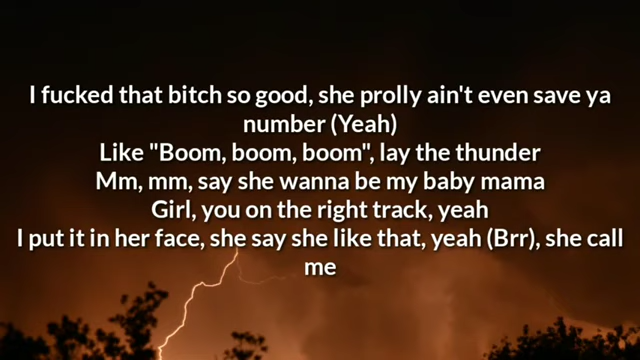 I fucked that bitch so good, she prolly ain't even save ya
number (Yeah)
Like "Boom, boom, boom", lay the thunder
Mm, mm, say she wanna be my baby mama
Girl, you on the right track, yeah
I put it in her face, she say she like that, yeah (Brr), she call
me